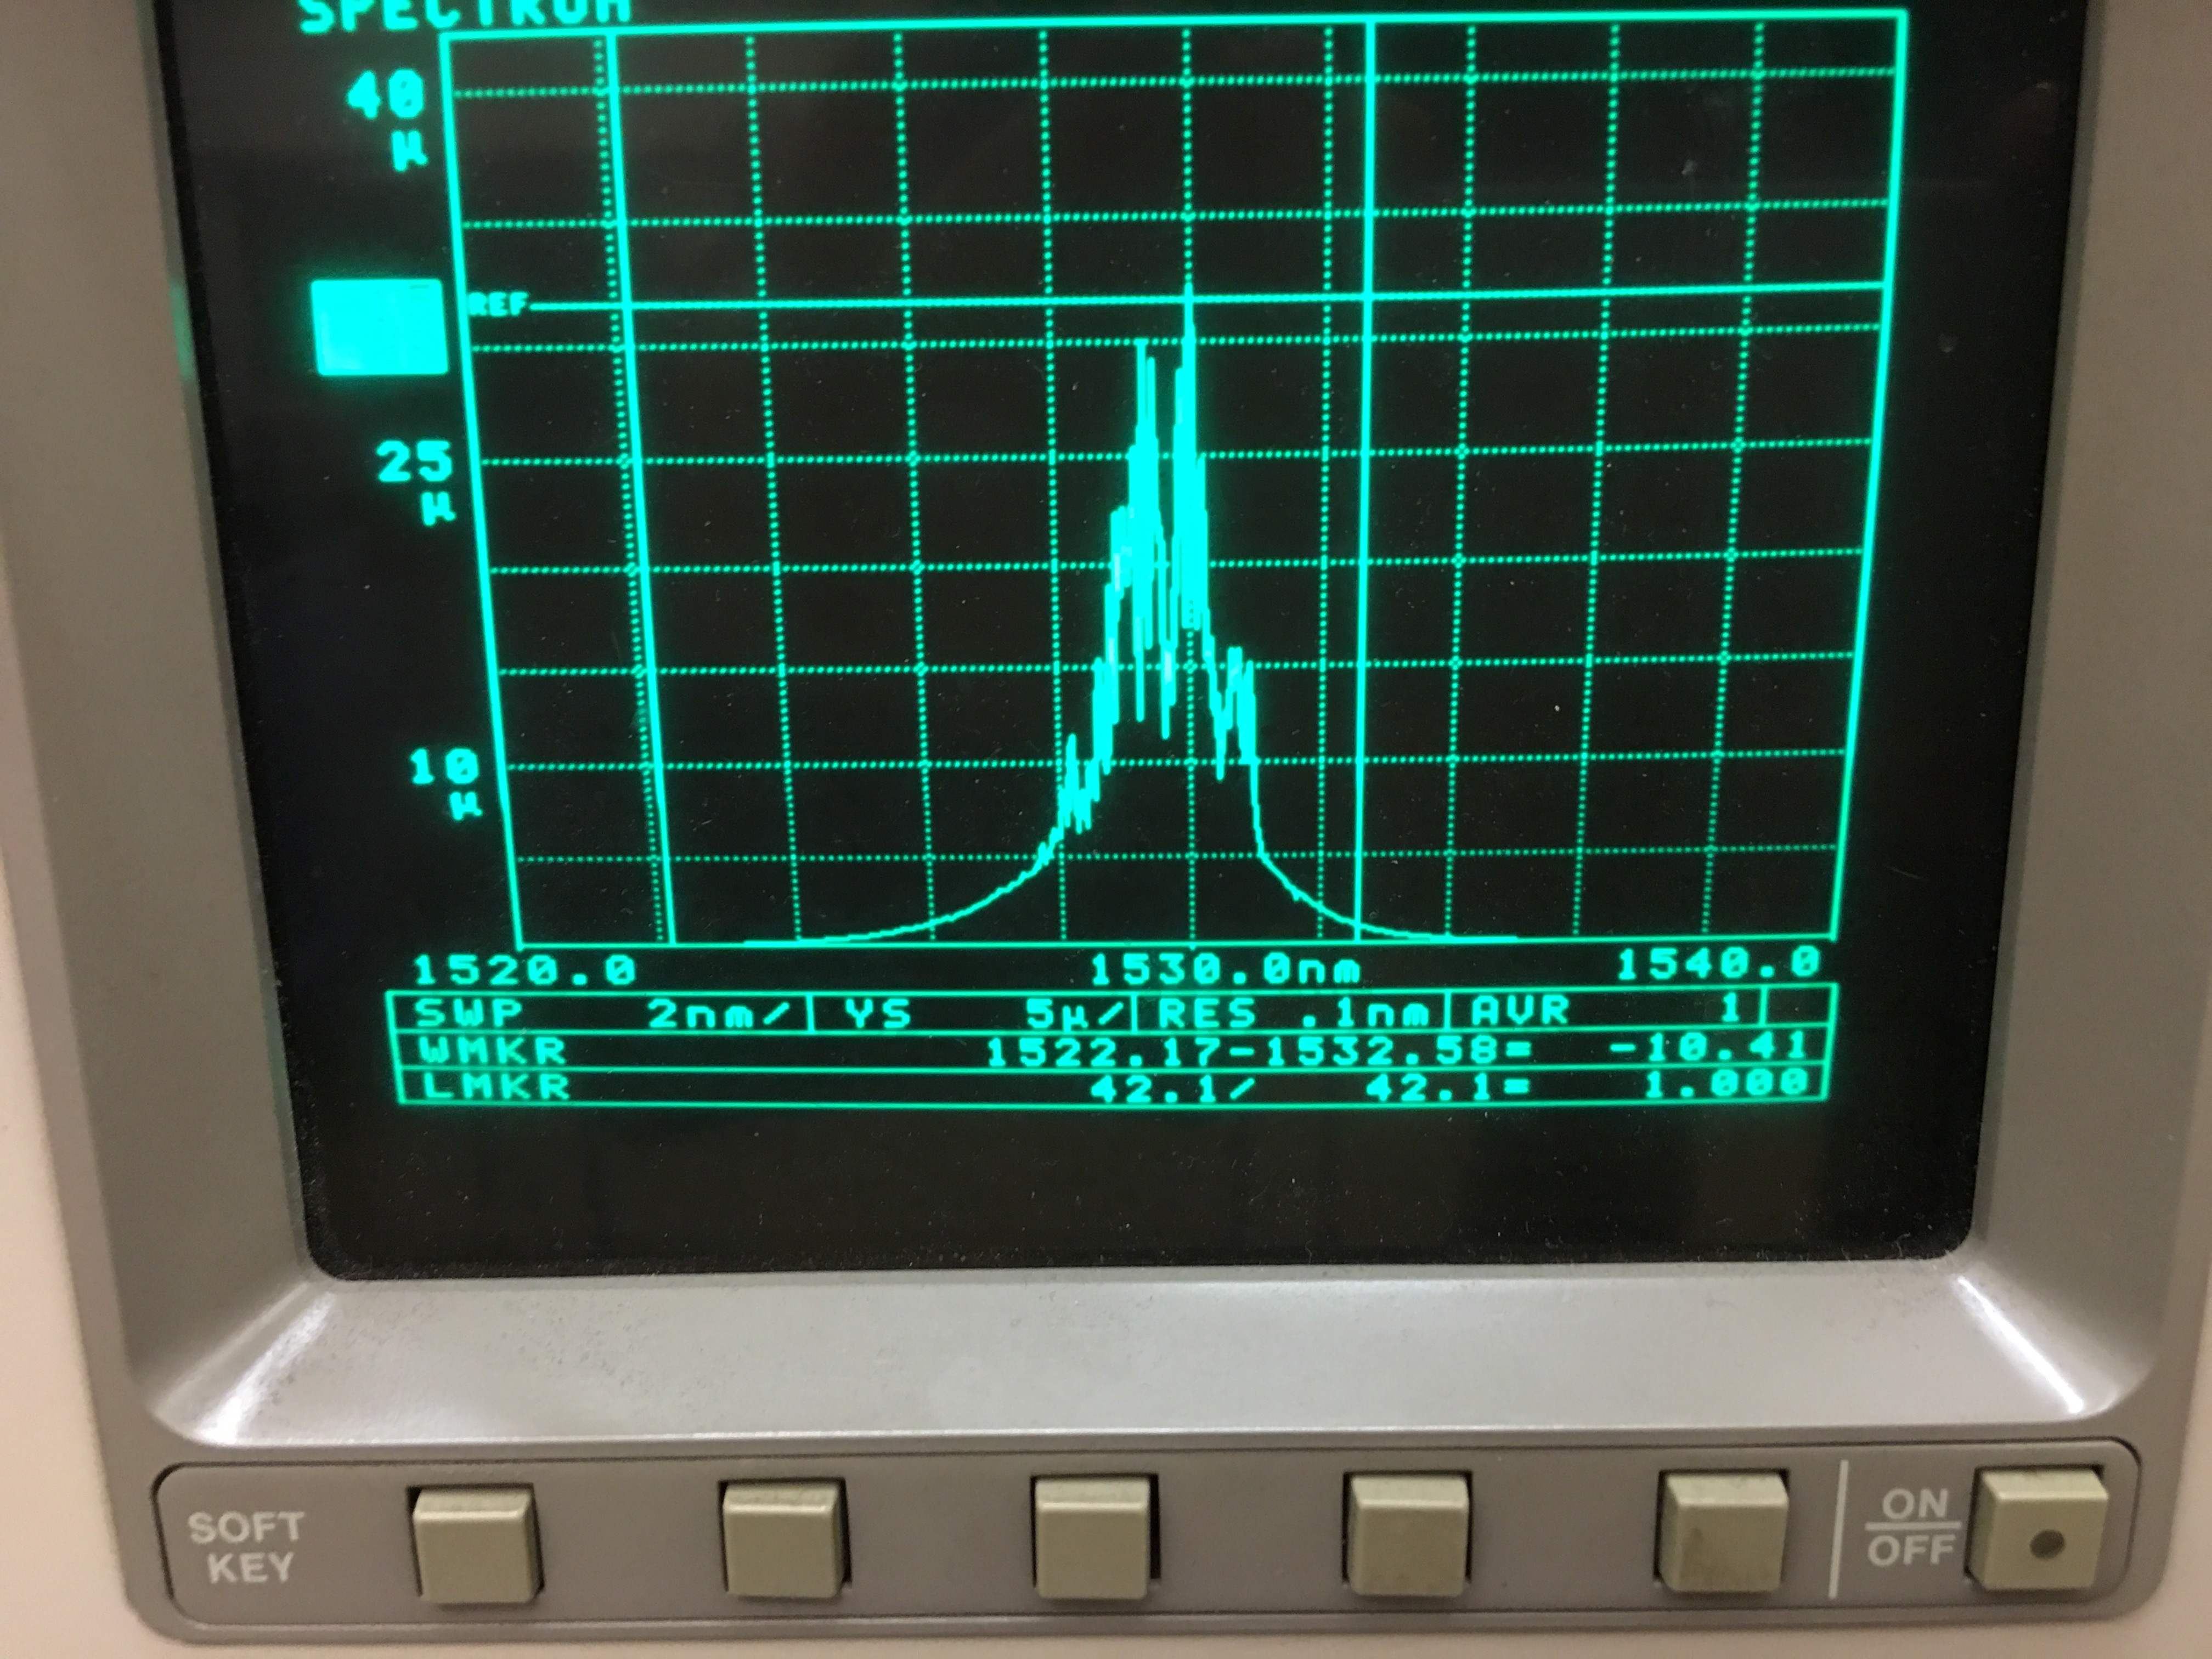 SPECTRUM
40
μ
REF
25
μ
10
μ
1520.0 1530.0nm 1540.0
SWP 2nm/ YS 5μ/ RES .1nm AVR 1
WMKR 1522.17-1532.58= -10.41
LMKR 42.1/ 42.1= 1.000
SOFT
KEY
ON
OFF